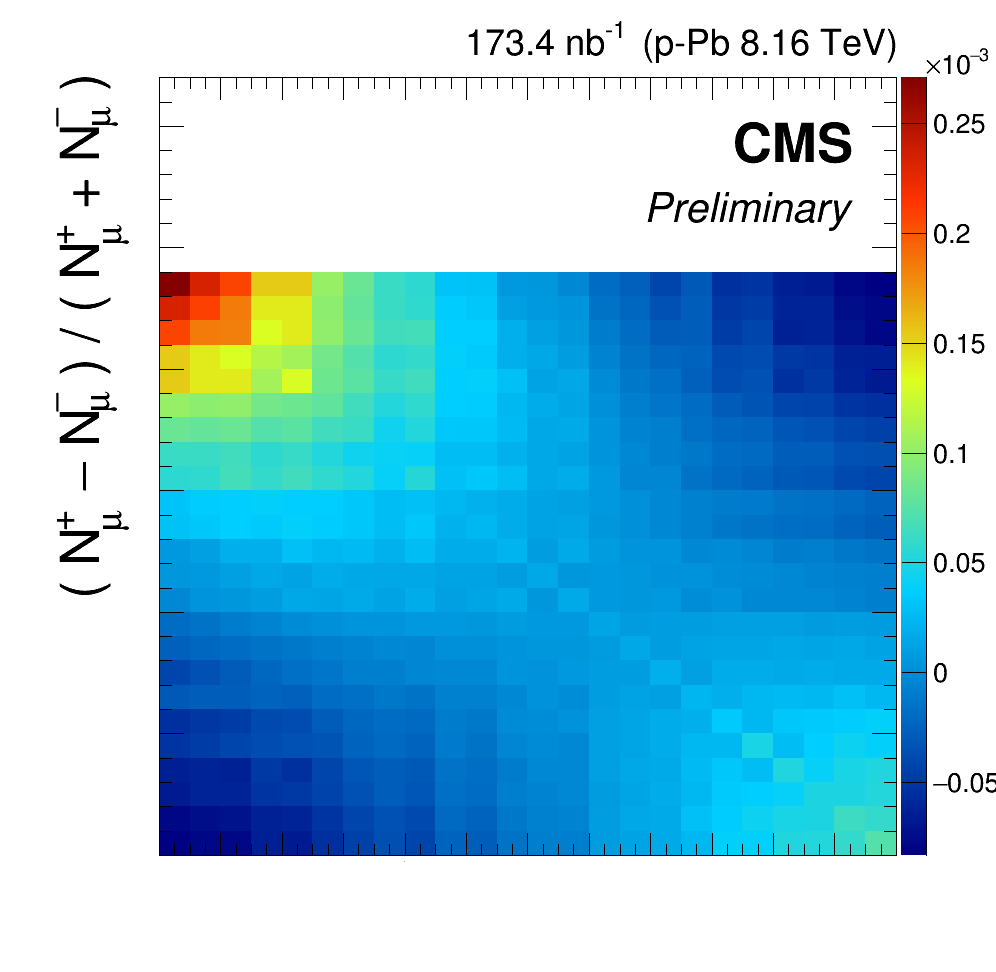 173.4 nb⁻¹ (p-Pb 8.16 TeV)
×10⁻³
CMS
Preliminary
( N⁺μ − N⁻μ ) / ( N⁺μ + N⁻μ )
0.25
0.2
0.15
0.1
0.05
0
−0.05